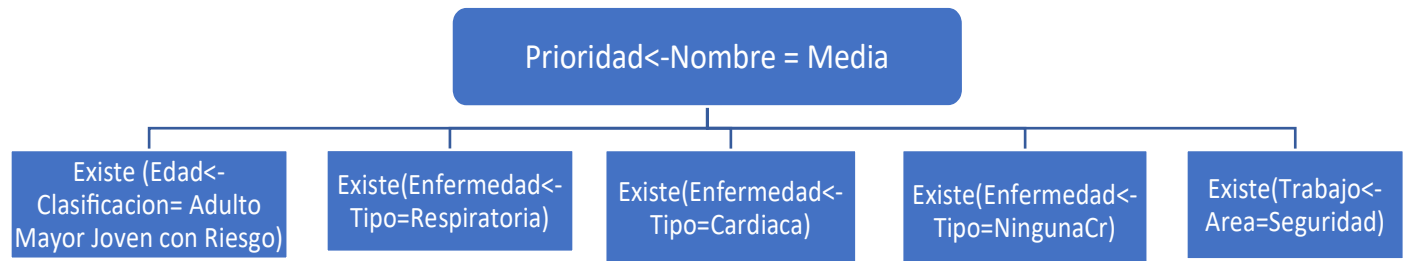 Prioridad<-Nombre = Media
Existe (Edad<-
Clasificacion= Adulto
Mayor Joven con Riesgo)
Existe(Enfermedad<-
Tipo=Respiratoria)
Existe(Enfermedad<-
Tipo=Cardiaca)
Existe(Enfermedad<-
Tipo=NingunaCr)
Existe(Trabajo<-
Area=Seguridad)